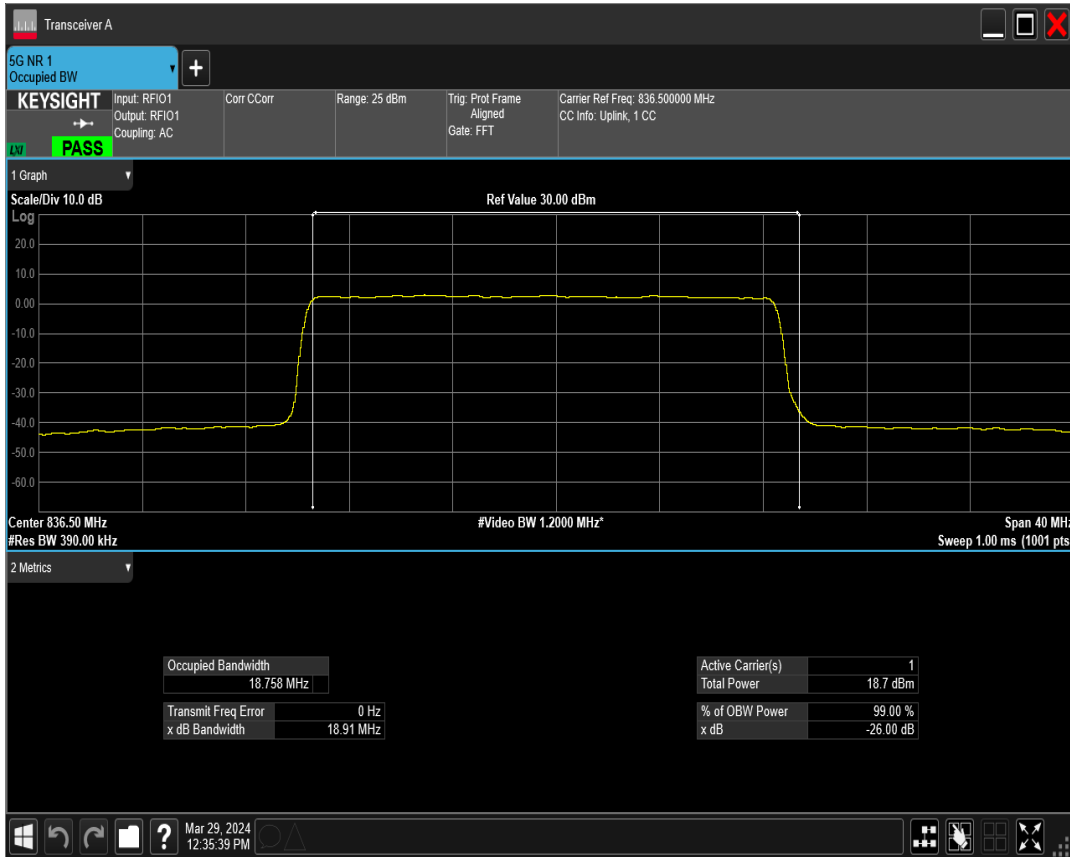 Transceiver A
5G NR 1
Occupied BW
+
KEYSIGHT
LXI
PASS
Input: RFIO1
Output: RFIO1
Coupling: AC
Corr CCorr
Range: 25 dBm
Trig: Prot Frame
Aligned
Gate: FFT
Carrier Ref Freq: 836.500000 MHz
CC Info: Uplink, 1 CC
1 Graph
Scale/Div 10.0 dB
Ref Value 30.00 dBm
Log
20.0
10.0
0.00
-10.0
-20.0
-30.0
-40.0
-50.0
-60.0
Center 836.50 MHz
#Video BW 1.2000 MHz*
Span 40 MHz
#Res BW 390.00 kHz
Sweep 1.00 ms (1001 pts
2 Metrics
Occupied Bandwidth
18.758 MHz
Transmit Freq Error 0 Hz
x dB Bandwidth 18.91 MHz
Active Carrier(s) 1
Total Power 18.7 dBm
% of OBW Power 99.00 %
x dB -26.00 dB
?
Mar 29, 2024
12:35:39 PM